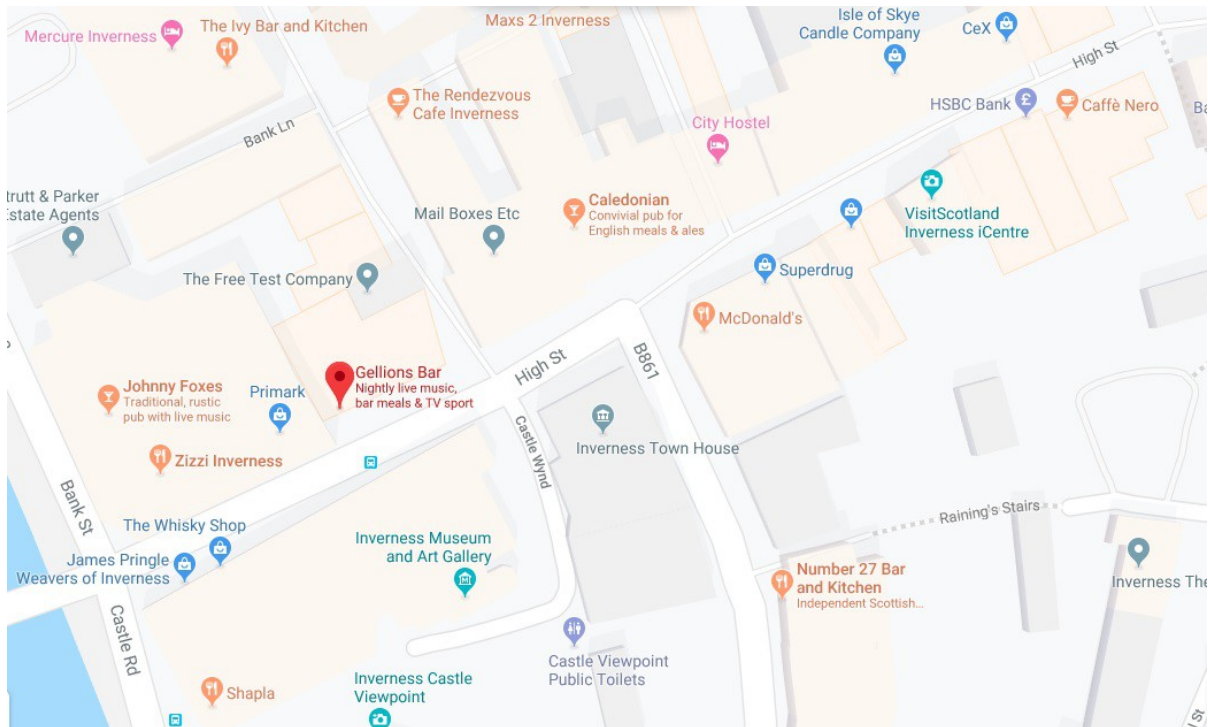 Mercure Inverness
The Ivy Bar and Kitchen
Maxs 2 Inverness
Isle of Skye
Candle Company
CeX
High St
HSBC Bank
Caffè Nero
Ba
The Rendezvous
Cafe Inverness
Bank Ln
City Hostel
trutt & Parker
Estate Agents
Mail Boxes Etc
Caledonian
Convivial pub for
English meals & ales
VisitScotland
Inverness iCentre
The Free Test Company
Superdrug
McDonald's
High St
B861
Gellions Bar
Nightly live music,
bar meals & TV sport
Johnny Foxes
Traditional, rustic
pub with live music
Primark
Castle Wynd
Inverness Town House
Zizzi Inverness
Bank St
The Whisky Shop
James Pringle
Weavers of Inverness
Inverness Museum
and Art Gallery
Raining's Stairs
Number 27 Bar
and Kitchen
Independent Scottish...
Inverness The
Castle Rd
Castle Viewpoint
Public Toilets
Shapla
Inverness Castle
Viewpoint
St